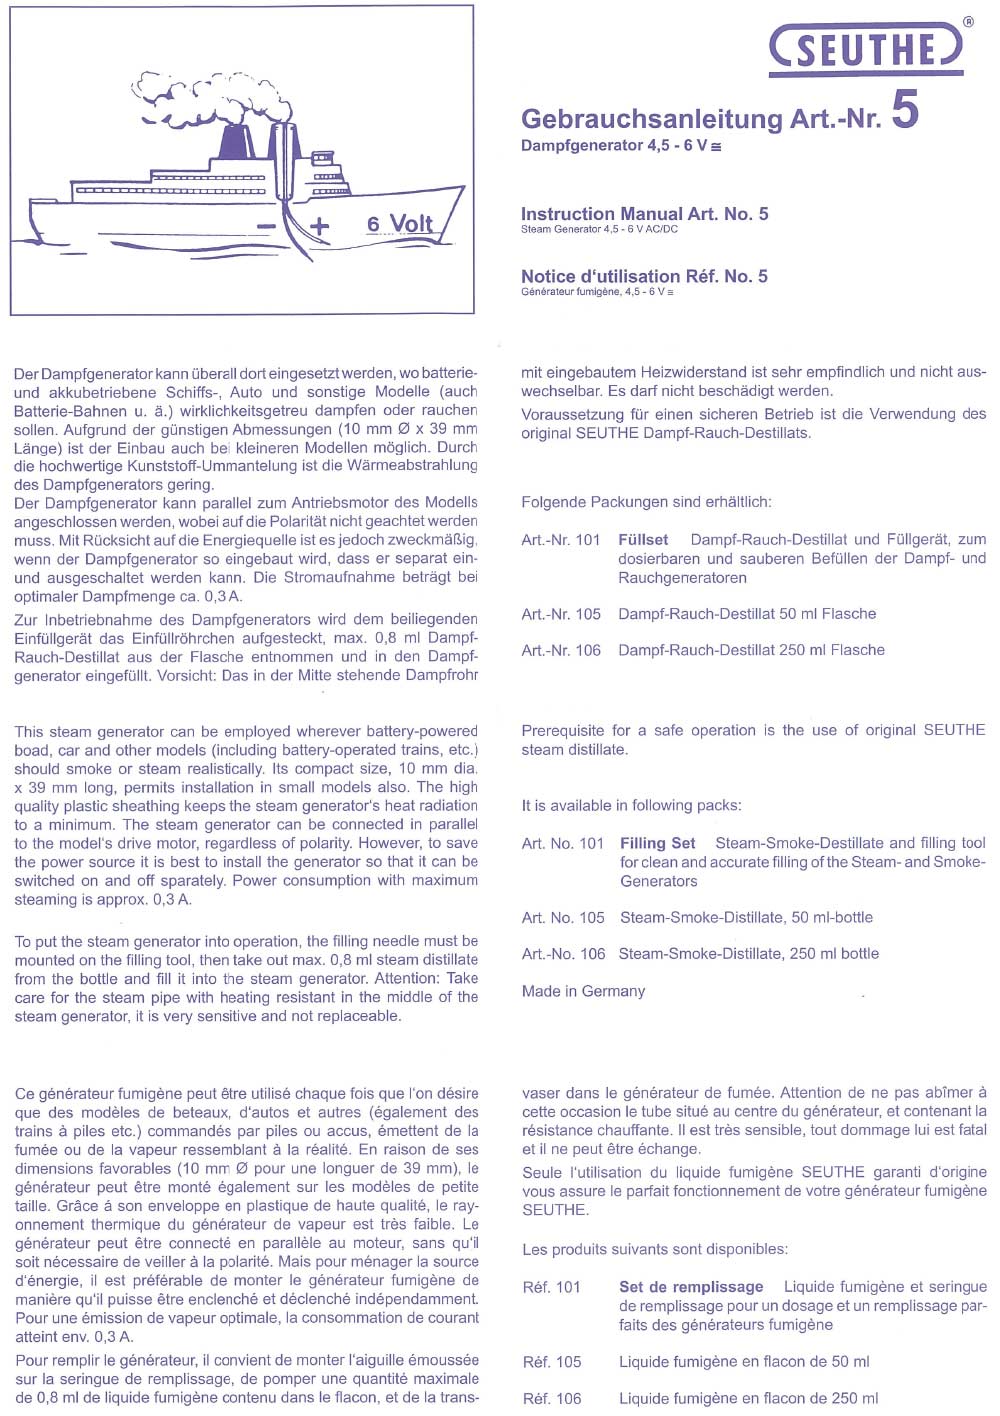 SEUTHE®
Gebrauchsanleitung Art.-Nr. 5
Dampfgenerator 4,5 - 6 V ≅
Instruction Manual Art. No. 5
Steam Generator 4,5 - 6 V AC/DC
Notice d'utilisation Réf. No. 5
Générateur fumigène, 4,5 - 6 V ≅
– + 6 Volt
Der Dampfgenerator kann überall dort eingesetzt werden, wo batterie-
und akkubetriebene Schiffs-, Auto und sonstige Modelle (auch
Batterie-Bahnen u. ä.) wirklichkeitsgetreu dampfen oder rauchen
sollen. Aufgrund der günstigen Abmessungen (10 mm Ø x 39 mm
Länge) ist der Einbau auch bei kleineren Modellen möglich. Durch
die hochwertige Kunststoff-Ummantelung ist die Wärmeabstrahlung
des Dampfgenerators gering.
Der Dampfgenerator kann parallel zum Antriebsmotor des Modells
angeschlossen werden, wobei auf die Polarität nicht geachtet werden
muss. Mit Rücksicht auf die Energiequelle ist es jedoch zweckmäßig,
wenn der Dampfgenerator so eingebaut wird, dass er separat ein-
und ausgeschaltet werden kann. Die Stromaufnahme beträgt bei
optimaler Dampfmenge ca. 0,3 A.
Zur Inbetriebnahme des Dampfgenerators wird dem beiliegenden
Einfüllgerät das Einfüllröhrchen aufgesteckt, max. 0,8 ml Dampf-
Rauch-Destillat aus der Flasche entnommen und in den Dampf-
generator eingefüllt. Vorsicht: Das in der Mitte stehende Dampfrohr
mit eingebautem Heizwiderstand ist sehr empfindlich und nicht aus-
wechselbar. Es darf nicht beschädigt werden.
Voraussetzung für einen sicheren Betrieb ist die Verwendung des
original SEUTHE Dampf-Rauch-Destillats.
Folgende Packungen sind erhältlich:
Art.-Nr. 101 Füllset Dampf-Rauch-Destillat und Füllgerät, zum
dosierbaren und sauberen Befüllen der Dampf- und
Rauchgeneratoren
Art.-Nr. 105 Dampf-Rauch-Destillat 50 ml Flasche
Art.-Nr. 106 Dampf-Rauch-Destillat 250 ml Flasche
This steam generator can be employed wherever battery-powered
boad, car and other models (including battery-operated trains, etc.)
should smoke or steam realistically. Its compact size, 10 mm dia.
x 39 mm long, permits installation in small models also. The high
quality plastic sheathing keeps the steam generator's heat radiation
to a minimum. The steam generator can be connected in parallel
to the model's drive motor, regardless of polarity. However, to save
the power source it is best to install the generator so that it can be
switched on and off sparately. Power consumption with maximum
steaming is approx. 0,3 A.
To put the steam generator into operation, the filling needle must be
mounted on the filling tool, then take out max. 0,8 ml steam distillate
from the bottle and fill it into the steam generator. Attention: Take
care for the steam pipe with heating resistant in the middle of the
steam generator, it is very sensitive and not replaceable.
Prerequisite for a safe operation is the use of original SEUTHE
steam distillate.
It is available in following packs:
Art. No. 101 Filling Set Steam-Smoke-Destillate and filling tool
for clean and accurate filling of the Steam- and Smoke-
Generators
Art. No. 105 Steam-Smoke-Distillate, 50 ml-bottle
Art.-No. 106 Steam-Smoke-Distillate, 250 ml bottle
Made in Germany
Ce générateur fumigène peut être utilisé chaque fois que l'on désire
que des modèles de beteaux, d'autos et autres (également des
trains à piles etc.) commandés par piles ou accus, émettent de la
fumée ou de la vapeur ressemblant à la réalité. En raison de ses
dimensions favorables (10 mm Ø pour une longuer de 39 mm), le
générateur peut être monté également sur les modèles de petite
taille. Grâce á son enveloppe en plastique de haute qualité, le ray-
onnement thermique du générateur de vapeur est très faible. Le
générateur peut être connecté en parallèle au moteur, sans qu'il
soit nécessaire de veiller à la polarité. Mais pour ménager la source
d'énergie, il est préférable de monter le générateur fumigène de
manière qu'il puisse être enclenché et déclenché indépendamment.
Pour une émission de vapeur optimale, la consommation de courant
atteint env. 0,3 A.
Pour remplir le générateur, il convient de monter l'aiguille émoussée
sur la seringue de remplissage, de pomper une quantité maximale
de 0,8 ml de liquide fumigène contenu dans le flacon, et de la trans-
vaser dans le générateur de fumée. Attention de ne pas abîmer à
cette occasion le tube situé au centre du générateur, et contenant la
résistance chauffante. Il est très sensible, tout dommage lui est fatal
et il ne peut être échange.
Seule l'utilisation du liquide fumigène SEUTHE garanti d'origine
vous assure le parfait fonctionnement de votre générateur fumigène
SEUTHE.
Les produits suivants sont disponibles:
Réf. 101 Set de remplissage Liquide fumigène et seringue
de remplissage pour un dosage et un remplissage par-
faits des générateurs fumigène
Réf. 105 Liquide fumigène en flacon de 50 ml
Réf. 106 Liquide fumigène en flacon de 250 ml